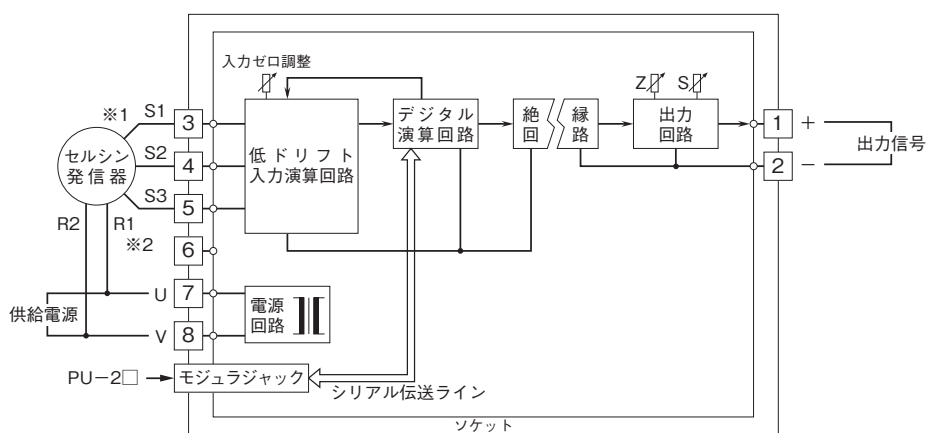 入力ゼロ調整
Z
S
※1
S1
3
デジタル
演算回路
絶 縁
回 路
出力
回路
1
+
出力信号
セルシン
発信器
S2
4
低ドリフト
入力演算回路
2
−
S3
5
R2
R1
※2
6
供給電源
U
7
電源
回路
V
8
PU−2□
モジュラジャック
シリアル伝送ライン
ソケット